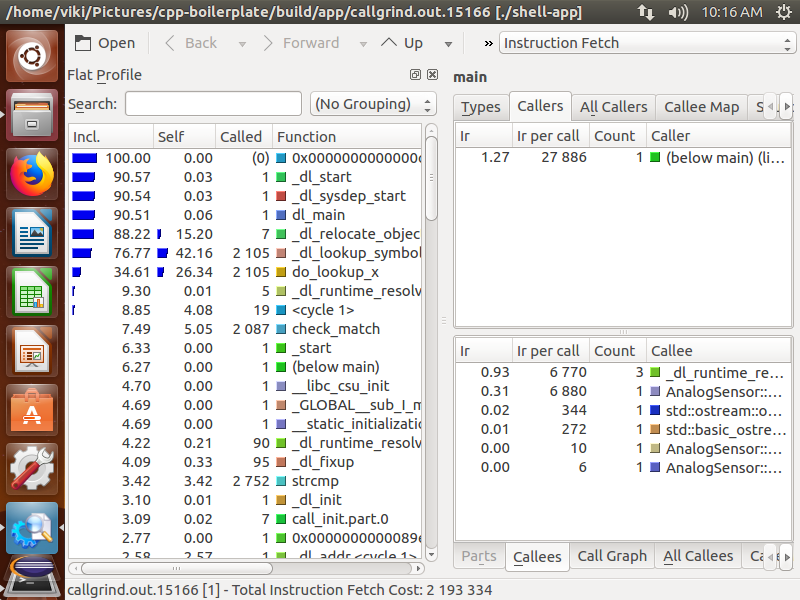 /home/viki/Pictures/cpp-boilerplate/build/app/callgrind.out.15166 [./shell-app] 10:16 AM
Open Back Forward Up » Instruction Fetch
Flat Profile
Search: (No Grouping)
Incl. Self Called Function
100.00 0.00 (0) 0x0000000000000c
90.57 0.03 1 _dl_start
90.54 0.03 1 _dl_sysdep_start
90.51 0.06 1 dl_main
88.22 15.20 7 _dl_relocate_objec
76.77 42.16 2 105 _dl_lookup_symbol
34.61 26.34 2 105 do_lookup_x
9.30 0.01 5 _dl_runtime_resolv
8.85 4.08 19 <cycle 1>
7.49 5.05 2 087 check_match
6.33 0.00 1 _start
6.27 0.00 1 (below main)
4.70 0.00 1 __libc_csu_init
4.69 0.00 1 _GLOBAL__sub_I_m
4.69 0.00 1 __static_initializatio
4.22 0.21 90 _dl_runtime_resolv
4.09 0.33 95 _dl_fixup
3.42 3.42 2 752 strcmp
3.10 0.01 1 _dl_init
3.09 0.02 7 call_init.part.0
2.77 0.00 1 0x0000000000089e
2.58 2.57 1 _dl_addr <cycle 1>
main
Types Callers All Callers Callee Map S
Ir Ir per call Count Caller
1.27 27 886 1 (below main) (li...
Ir Ir per call Count Callee
0.93 6 770 3 _dl_runtime_re...
0.31 6 880 1 AnalogSensor::...
0.02 344 1 std::ostream::o...
0.01 272 1 std::basic_ostre...
0.00 10 1 AnalogSensor::...
0.00 6 1 AnalogSensor::...
Parts Callees Call Graph All Callees Ca
callgrind.out.15166 [1] - Total Instruction Fetch Cost: 2 193 334